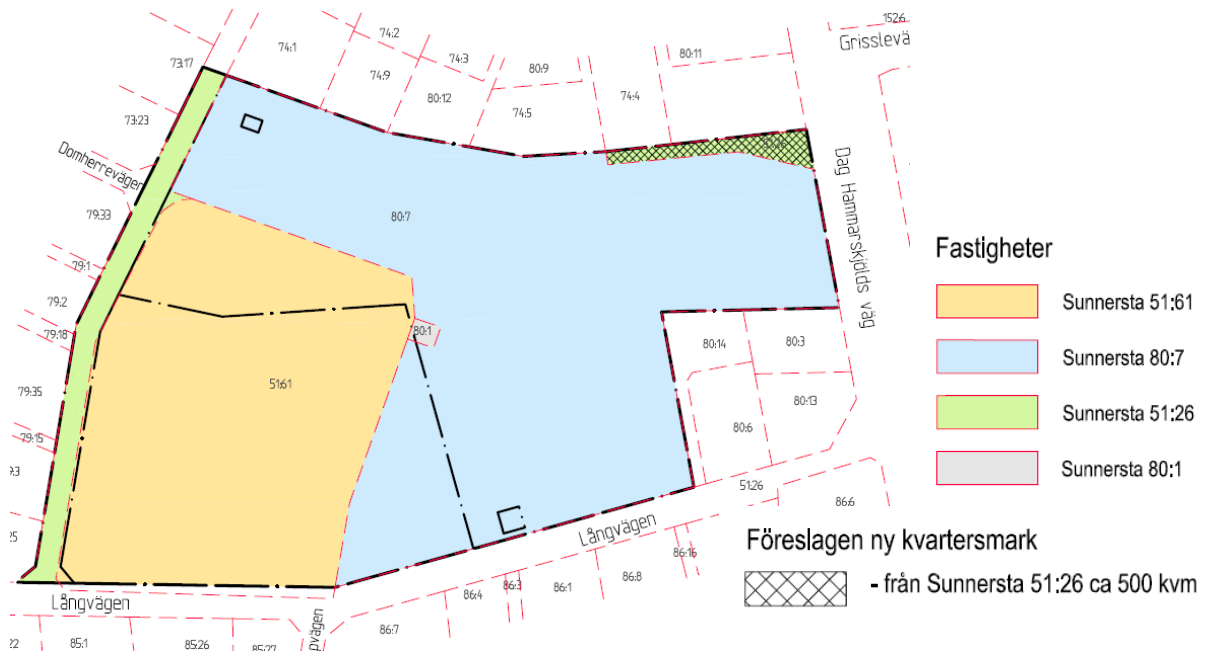 152:6
Grisslevä
74:2
74:1
80:11
73:17
74:3
80:9
74:9
80:12
74:4
74:5
73:23
Domherrevägen
Dag Hammarskjölds väg
79:33
80:7
79:1
79:2
79:18
80:1
80:14
80:3
51:61
79:35
80:13
80:6
79:15
51:26
86:6
Långvägen
86:16
86:8
86:3
86:1
86:4
Långvägen
86:7
85:1
85:26
85:27
pvägen
Fastigheter
Sunnersta 51:61
Sunnersta 80:7
Sunnersta 51:26
Sunnersta 80:1
Föreslagen ny kvartersmark
- från Sunnersta 51:26 ca 500 kvm